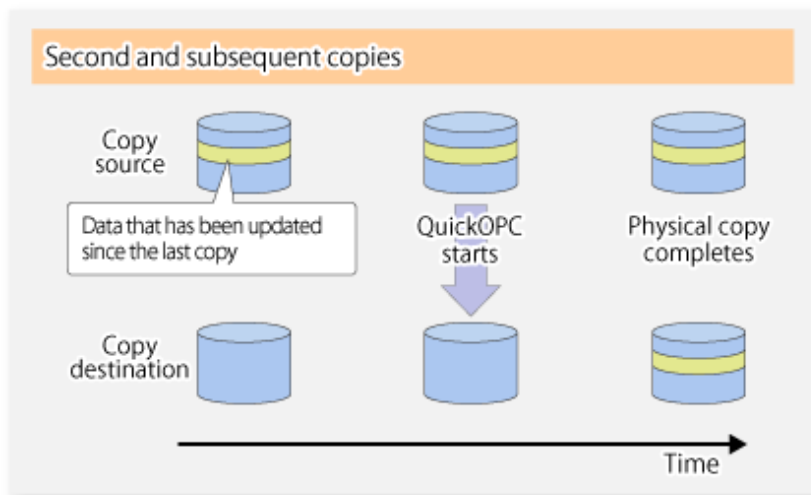 Second and subsequent copies
Copy
source
Data that has been updated
since the last copy
QuickOPC
starts
Physical copy
completes
Copy
destination
Time